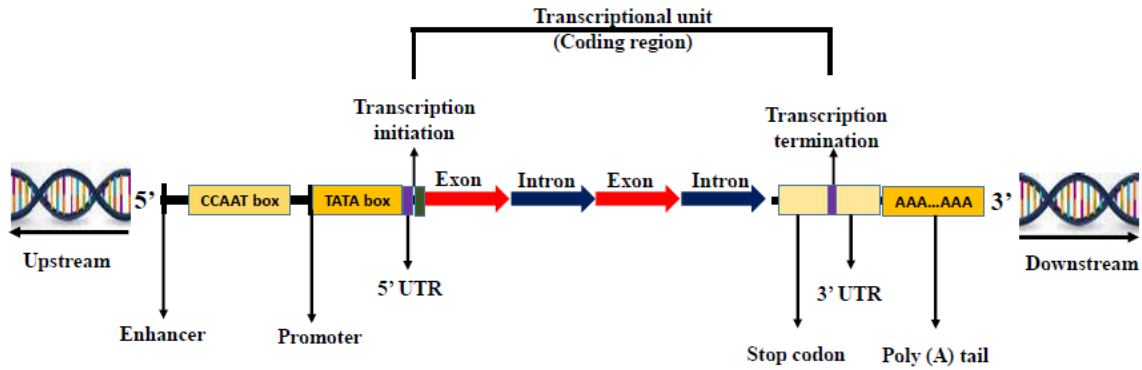 Transcriptional unit
(Coding region)
Transcription
initiation
Transcription
termination
Exon
Intron
Exon
Intron
5’
CCAAT box
TATA box
AAA...AAA
3’
Upstream
5’ UTR
3’ UTR
Downstream
Enhancer
Promoter
Stop codon
Poly (A) tail